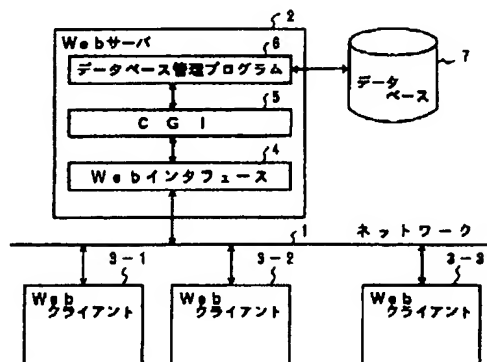 2
Webサーバ
6
データベース管理プログラム
7
データ
ベース
5
CGI
4
Webインタフェース
1
ネットワーク
3-1
3-2
3-3
Web
クライアント
Web
クライアント
Web
クライアント